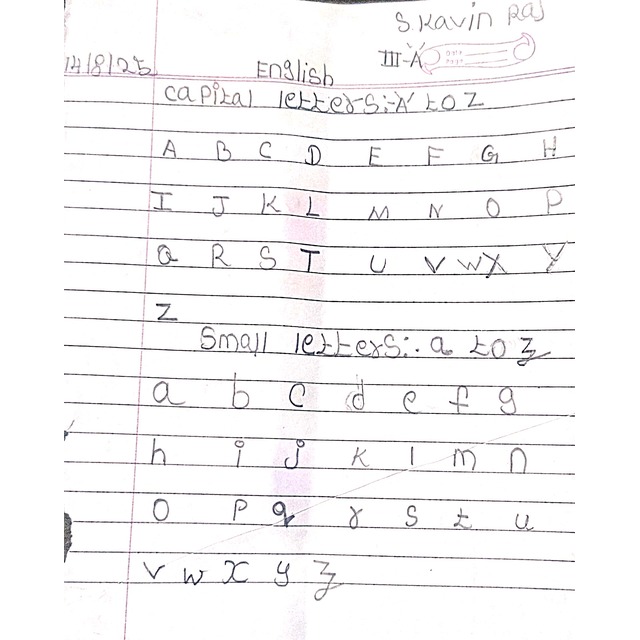 S. Kavin Raj
III-'A'
14/8/25
English
Capital letters:-'A' to Z
A B C D E F G H
I J K L M N O P
Q R S T U V W X Y
Z
Small letters:- a to z
a b c d e f g
h i j k l m n
o p q r s t u
v w x y z